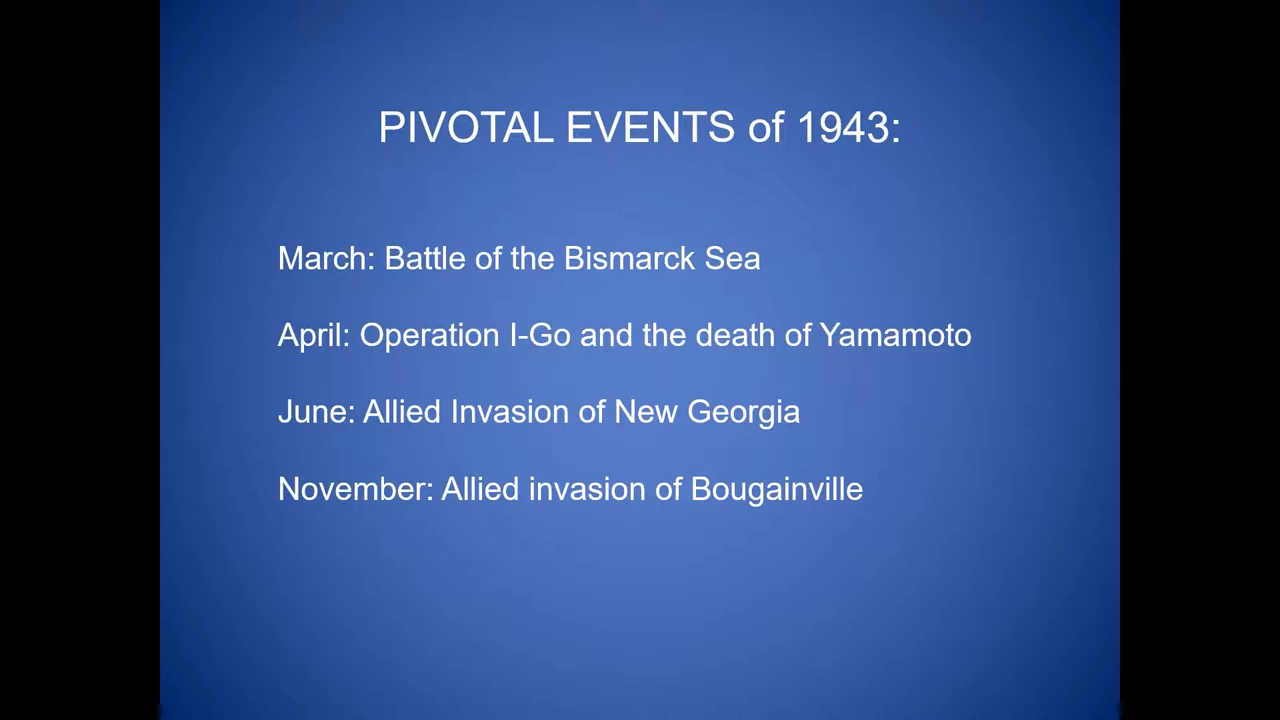 PIVOTAL EVENTS of 1943:
March: Battle of the Bismarck Sea
April: Operation I-Go and the death of Yamamoto
June: Allied Invasion of New Georgia
November: Allied invasion of Bougainville